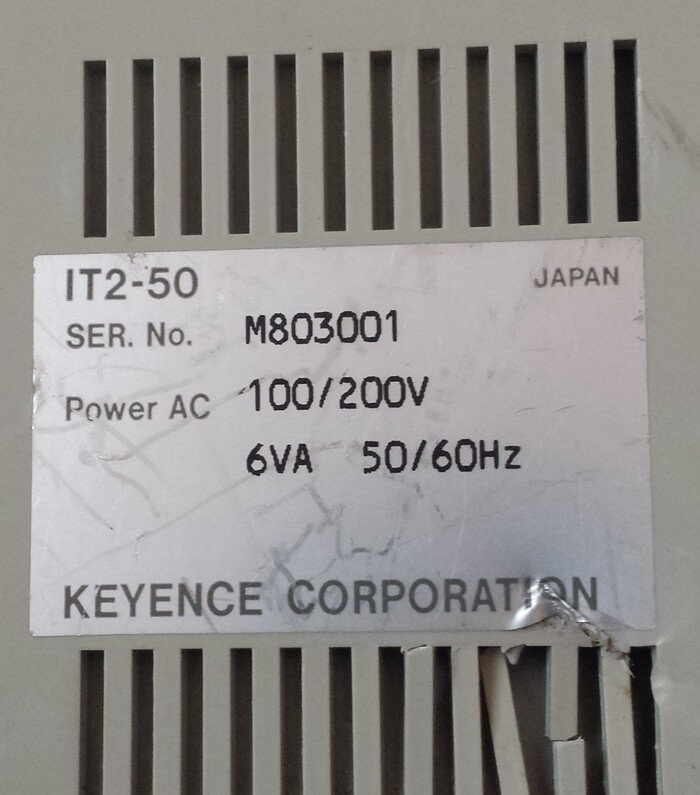 IT2-50 JAPAN
SER. No. M803001
Power AC 100/200V
6VA 50/60Hz
KEYENCE CORPORATION